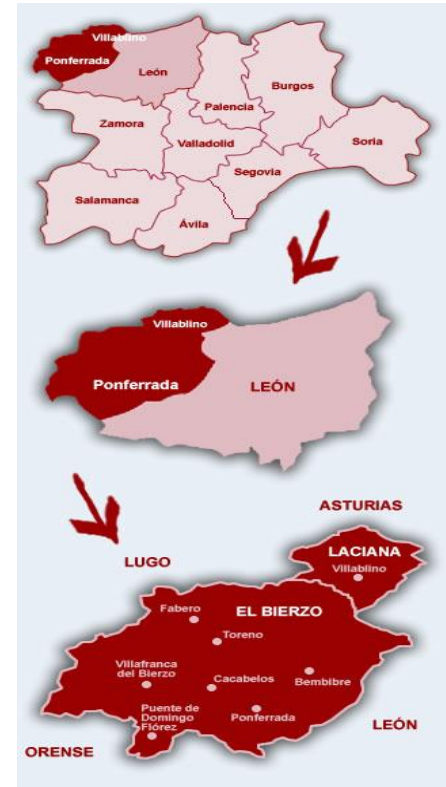 Villablino
Ponferrada
León
Burgos
Palencia
Zamora
Valladolid
Soria
Segovia
Salamanca
Ávila
Villablino
Ponferrada
LEÓN
ASTURIAS
LUGO
LACIANA
Villablino
Fabero
EL BIERZO
Toreno
Villafranca
del Bierzo
Cacabelos
Bembibre
Puente de
Domingo
Flórez
Ponferrada
LEÓN
ORENSE